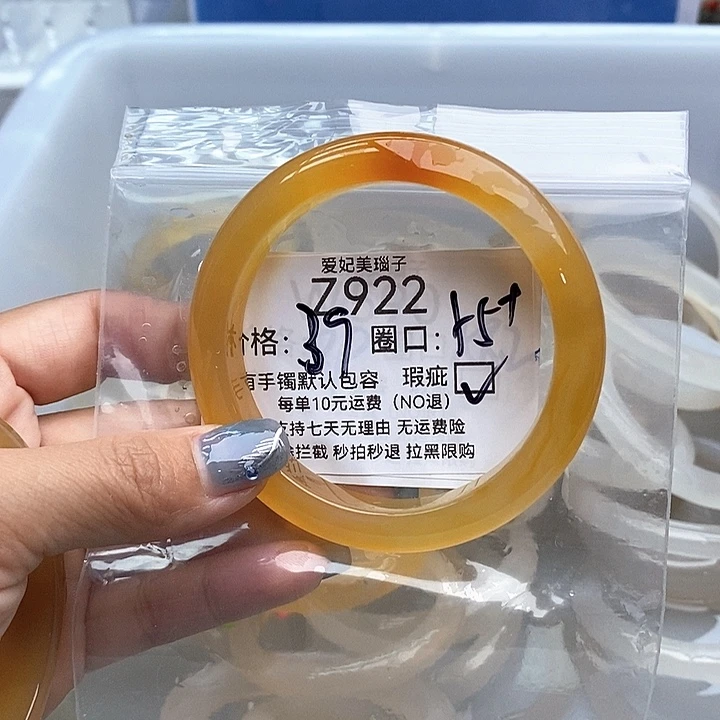 爱妃美瑙子
Z922
价格：39 圈口：55+
有手镯默认包容 瑕疵 ✓
每单10元运费（NO退）
支持七天无理由 无运费险
拦截 秒拍秒退 拉黑限购